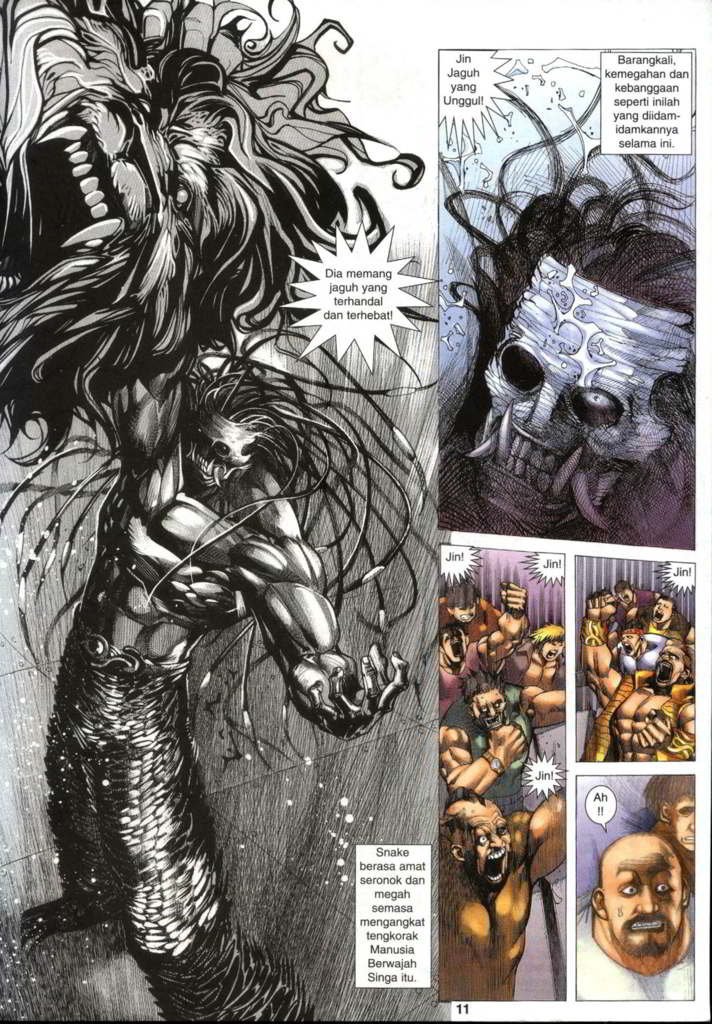 Dia memang
jaguh yang
terhandal
dan terhebat!
Snake
berasa amat
seronok dan
megah
semasa
mengangkat
tengkorak
Manusia
Berwajah
Singa itu.
Jin
Jaguh
yang
Unggul!
Barangkali,
kemegahan dan
kebanggaan
seperti inilah
yang diidam-
idamkannya
selama ini.
Jin!
Jin!
Jin!
Jin!
Ah
!!
11